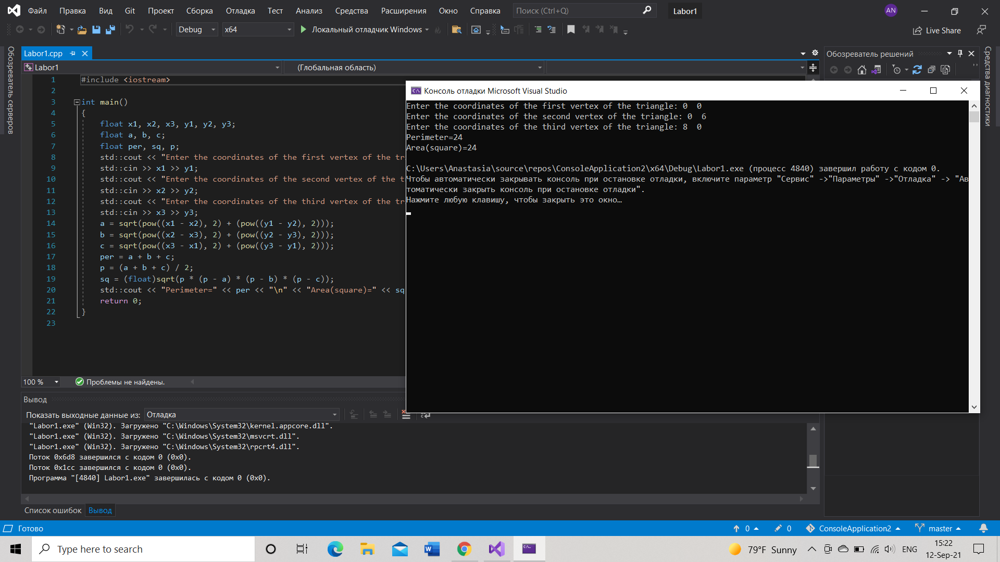 Файл Правка Вид Git Проект Сборка Отладка Тест Анализ Средства Расширения Окно Справка Поиск (Ctrl+Q) Labor1 AN
Debug x64 Локальный отладчик Windows Live Share
Обозреватель серверов
Labor1.cpp
Labor1 (Глобальная область)
1 #include <iostream>
2
3 int main()
4 {
5 float x1, x2, x3, y1, y2, y3;
6 float a, b, c;
7 float per, sq, p;
8 std::cout << "Enter the coordinates of the first vertex of the tr
9 std::cin >> x1 >> y1;
10 std::cout << "Enter the coordinates of the second vertex of the t
11 std::cin >> x2 >> y2;
12 std::cout << "Enter the coordinates of the third vertex of the tr
13 std::cin >> x3 >> y3;
14 a = sqrt(pow((x1 - x2), 2) + (pow((y1 - y2), 2)));
15 b = sqrt(pow((x2 - x3), 2) + (pow((y2 - y3), 2)));
16 c = sqrt(pow((x3 - x1), 2) + (pow((y3 - y1), 2)));
17 per = a + b + c;
18 p = (a + b + c) / 2;
19 sq = (float)sqrt(p * (p - a) * (p - b) * (p - c));
20 std::cout << "Perimeter=" << per << "\n" << "Area(square)=" << sq
21 return 0;
22 }
23
100 % Проблемы не найдены.
Консоль отладки Microsoft Visual Studio
Enter the coordinates of the first vertex of the triangle: 0 0
Enter the coordinates of the second vertex of the triangle: 0 6
Enter the coordinates of the third vertex of the triangle: 8 0
Perimeter=24
Area(square)=24
C:\Users\Anastasia\source\repos\ConsoleApplication2\x64\Debug\Labor1.exe (процесс 4840) завершил работу с кодом 0.
Чтобы автоматически закрывать консоль при остановке отладки, включите параметр "Сервис" ->"Параметры" ->"Отладка" -> "Ав
томатически закрыть консоль при остановке отладки".
Нажмите любую клавишу, чтобы закрыть это окно…
Обозреватель решений
Средства диагностики
Вывод
Показать выходные данные из: Отладка
"Labor1.exe" (Win32). Загружено "C:\Windows\System32\kernel.appcore.dll".
"Labor1.exe" (Win32). Загружено "C:\Windows\System32\msvcrt.dll".
"Labor1.exe" (Win32). Загружено "C:\Windows\System32\rpcrt4.dll".
Поток 0x6d8 завершился с кодом 0 (0x0).
Поток 0x1cc завершился с кодом 0 (0x0).
Программа "[4840] Labor1.exe" завершилась с кодом 0 (0x0).
Список ошибок Вывод
Готово 0 0 ConsoleApplication2 master
Type here to search 79°F Sunny ENG 15:22
12-Sep-21